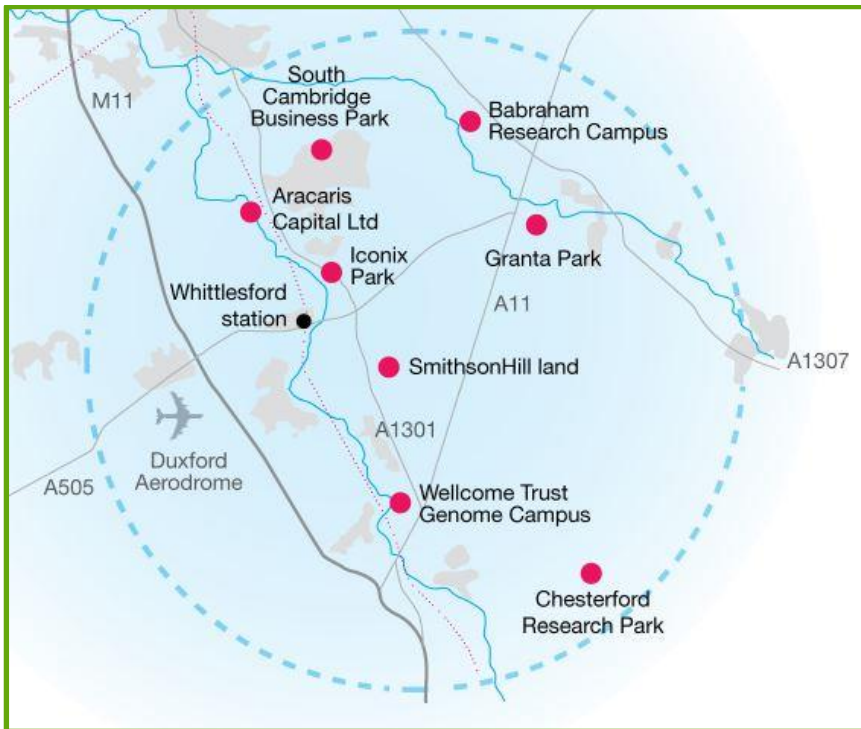 M11
South
Cambridge
Business Park
Babraham
Research Campus
Aracaris
Capital Ltd
Granta Park
Iconix
Park
Whittlesford
station
A11
SmithsonHill land
A1307
A1301
Duxford
Aerodrome
A505
Wellcome Trust
Genome Campus
Chesterford
Research Park